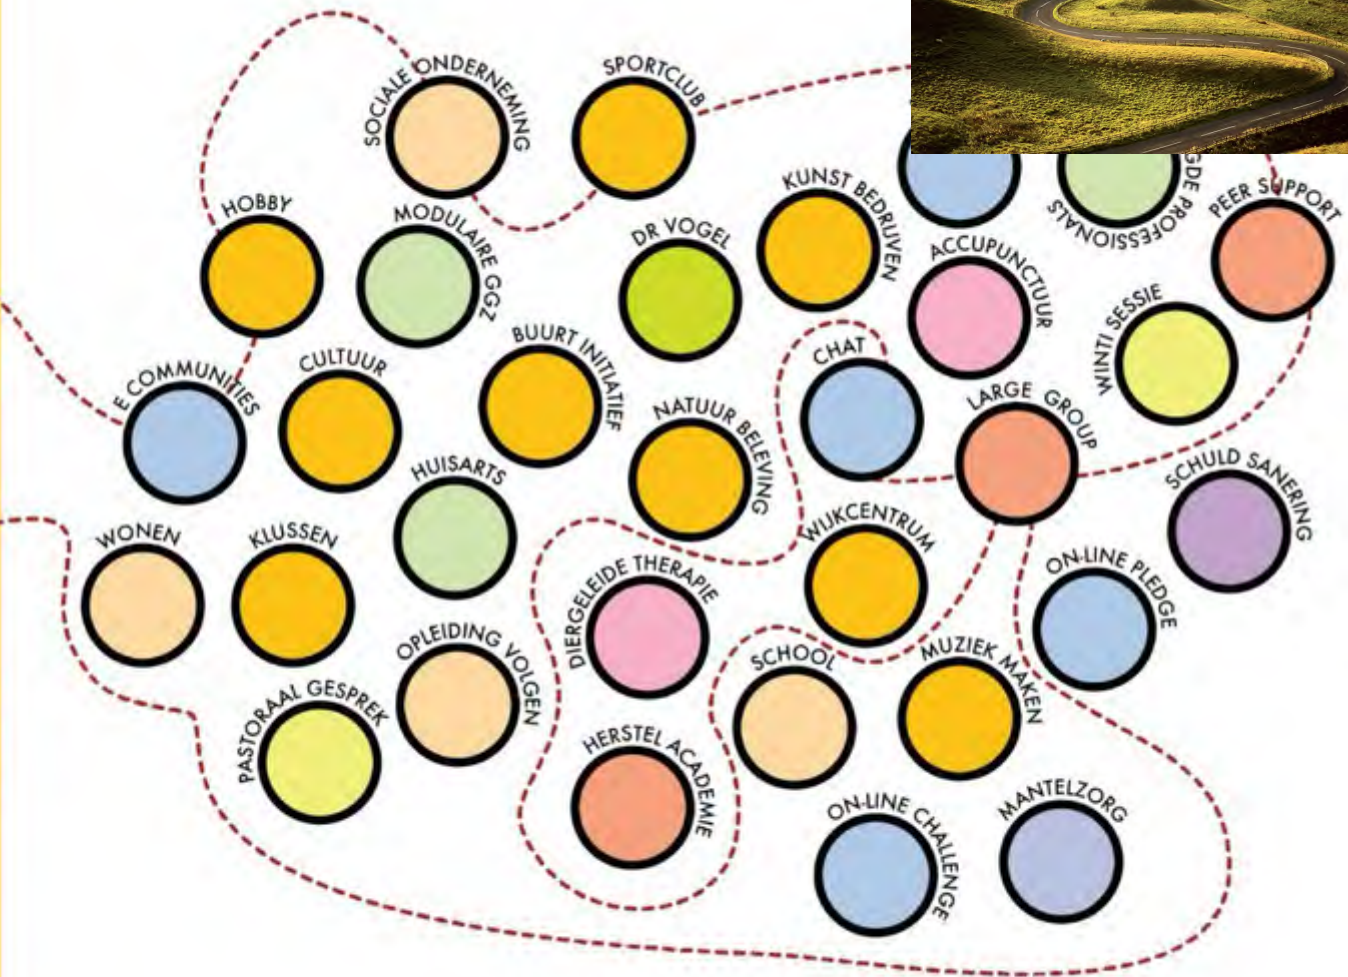 SOCIALE ONDERNEMING
SPORTCLUB
HOBBY
MODULAIRE GGZ
DR VOGEL
KUNST BEDRIJVEN
GDE PROFESSIONALS
PEER SUPPORT
ACCUPUNCTUUR
WINTI SESSIE
E COMMUNITIES
CULTUUR
BUURT INITIATIEF
NATUUR BELEVING
CHAT
LARGE GROUP
HUISARTS
SCHULD SANERING
WONEN
KLUSSEN
WIJKCENTRUM
ON-LINE PLEDGE
DIERGELEIDE THERAPIE
OPLEIDING VOLGEN
SCHOOL
MUZIEK MAKEN
PASTORAAL GESPREK
HERSTEL ACADEMIE
ON-LINE CHALLENGE
MANTELZORG